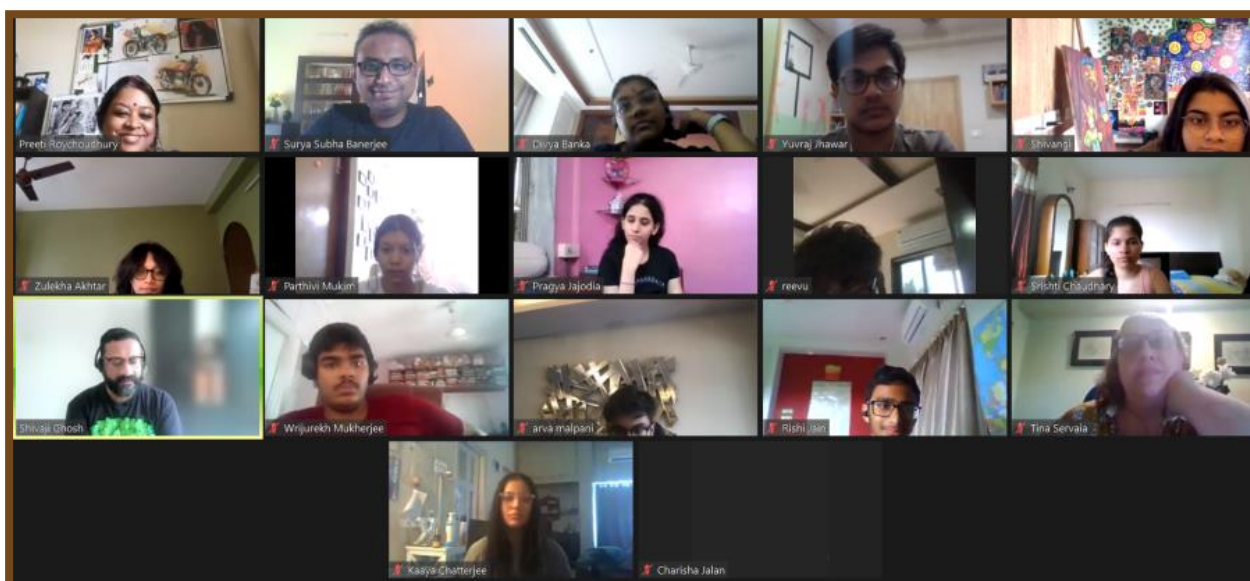 Preeti Roychoudhury
Surya Subha Banerjee
Divya Banka
Yuvraj Jhawar
Shivangi
Zulekha Akhtar
Parthivi Mukim
Pragya Jajodia
reevu
Srishti Chaudhary
Shivaji Ghosh
Wrijurekh Mukherjee
arva malpani
Rishi Jain
Tina Servaia
Kaaya Chatterjee
Charisha Jalan